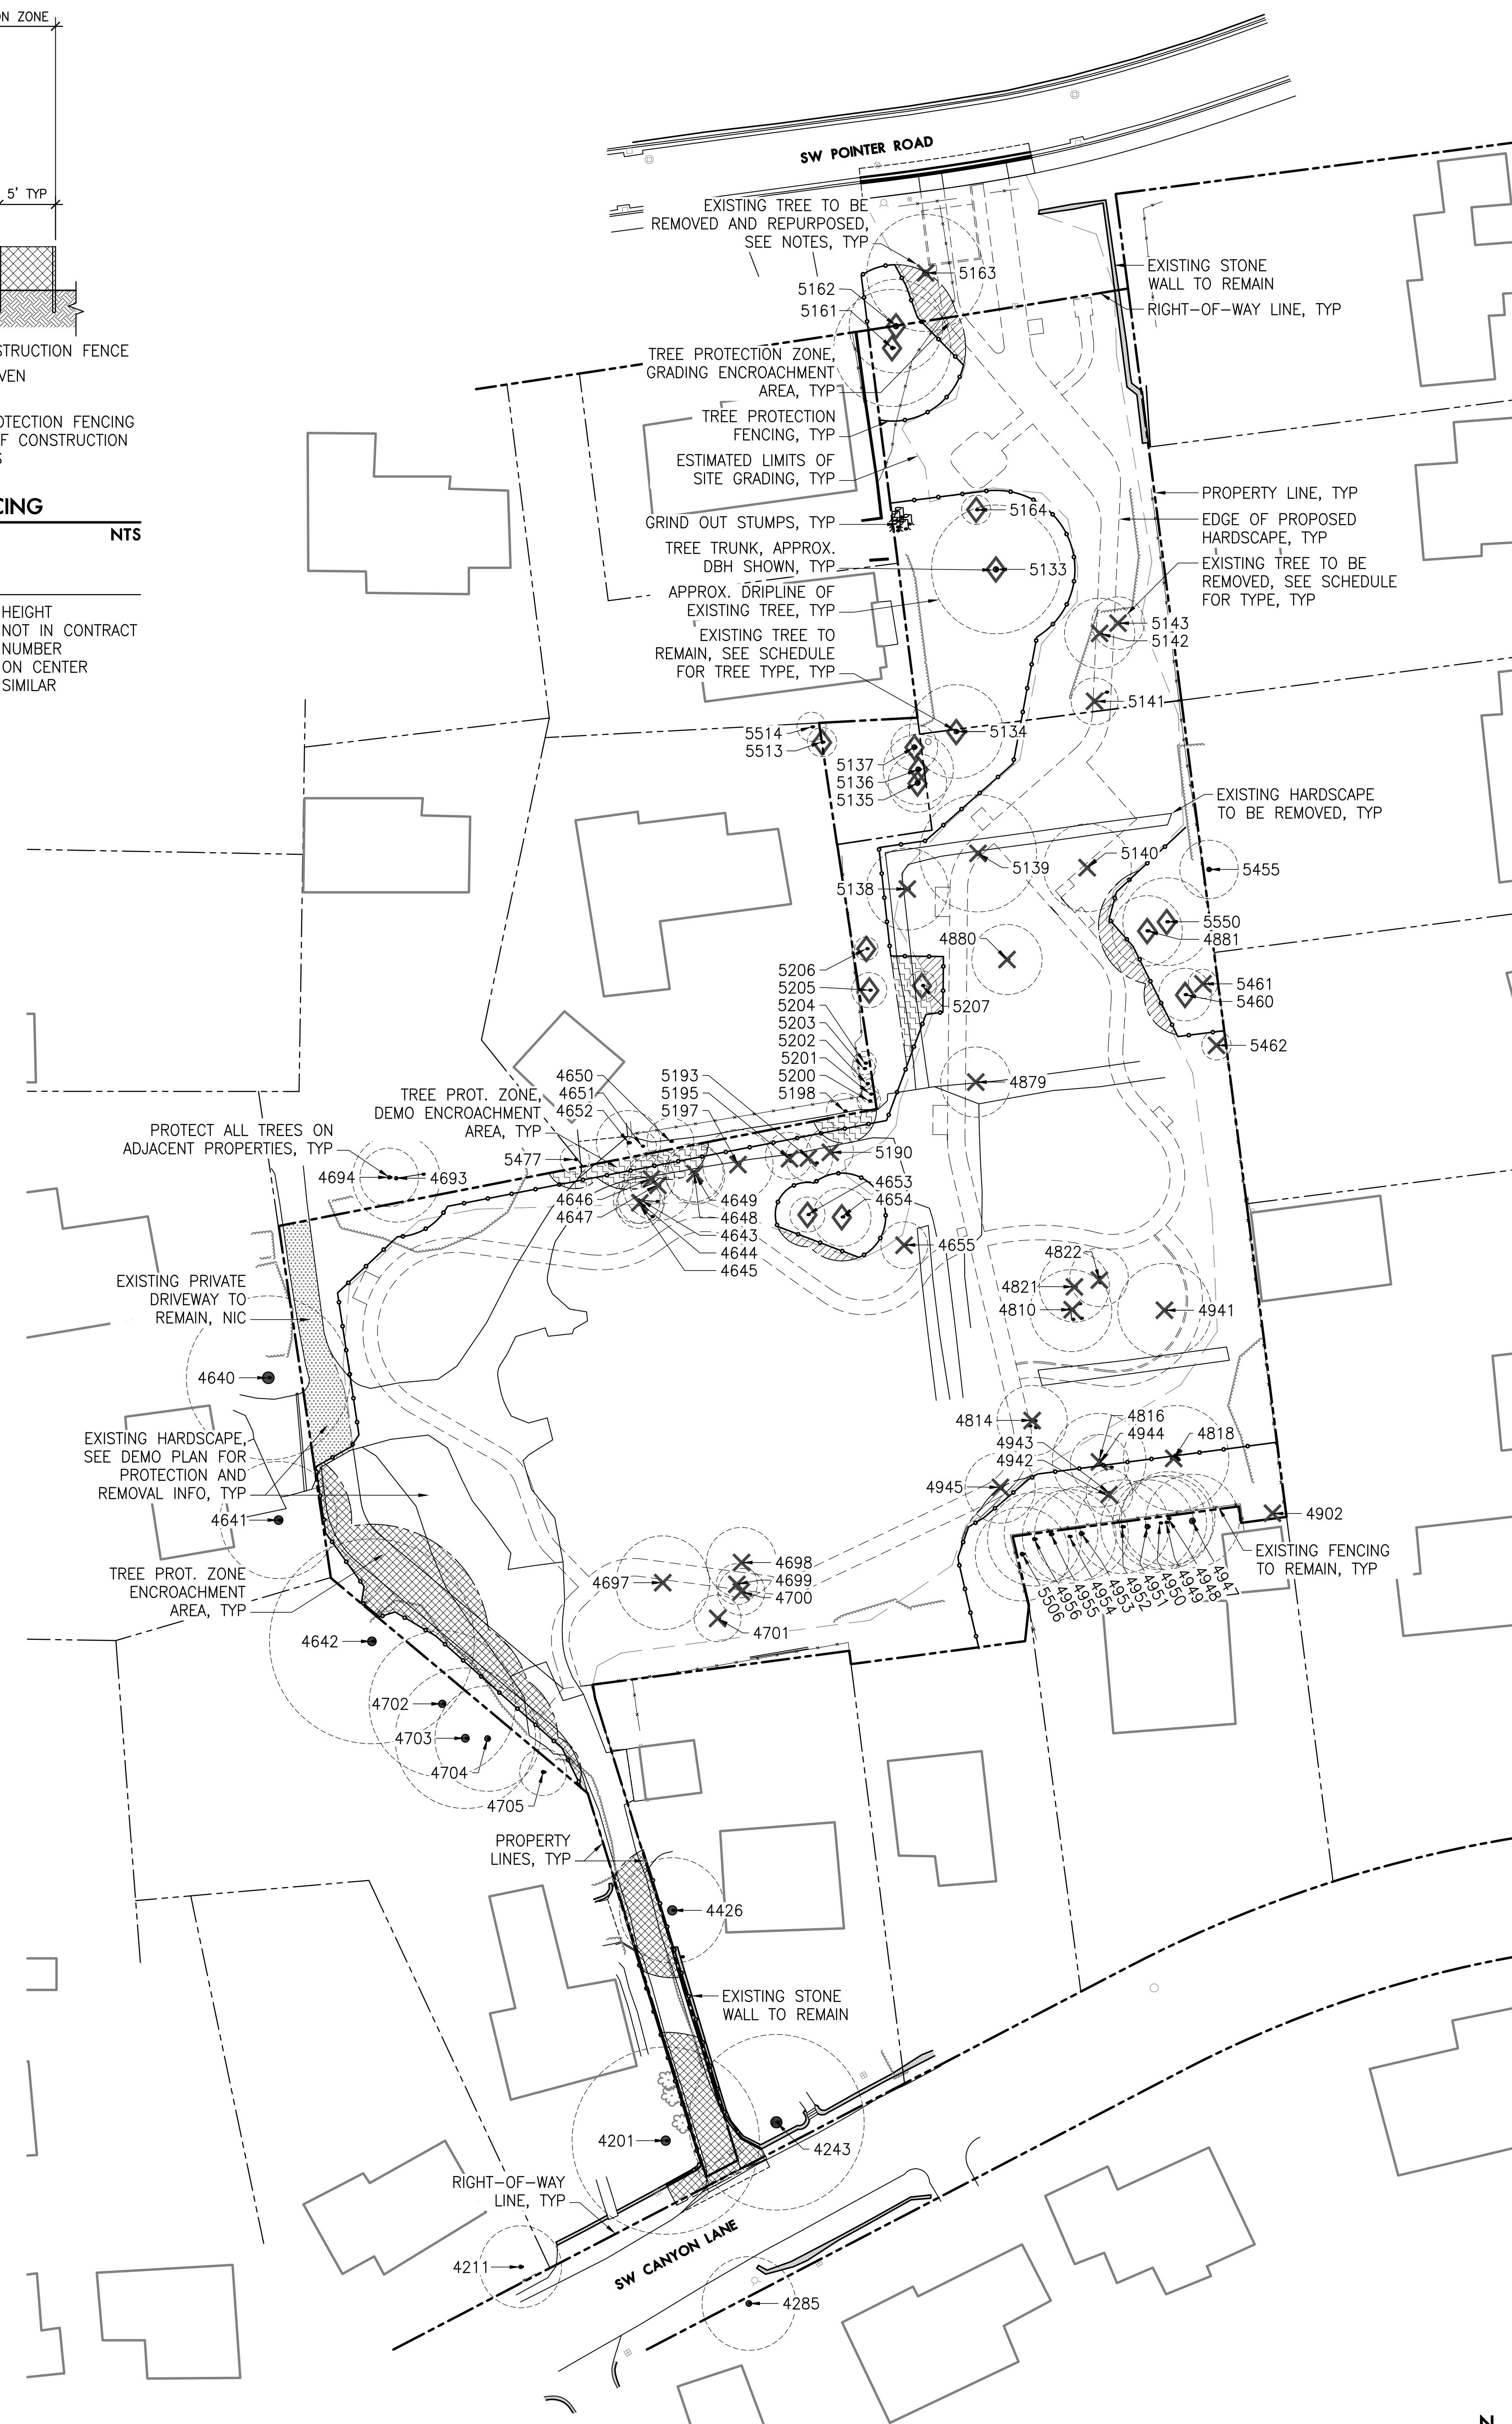 ON ZONE
5' TYP
STRUCTION FENCE
VEN
OTECTION FENCING
F CONSTRUCTION
S
CING
NTS
HEIGHT
NOT IN CONTRACT
NUMBER
ON CENTER
SIMILAR
SW POINTER ROAD
EXISTING TREE TO BE
REMOVED AND REPURPOSED,
SEE NOTES, TYP
5163
5162
5161
EXISTING STONE
WALL TO REMAIN
RIGHT-OF-WAY LINE, TYP
TREE PROTECTION ZONE,
GRADING ENCROACHMENT
AREA, TYP
TREE PROTECTION
FENCING, TYP
ESTIMATED LIMITS OF
SITE GRADING, TYP
GRIND OUT STUMPS, TYP
TREE TRUNK, APPROX.
DBH SHOWN, TYP
APPROX. DRIPLINE OF
EXISTING TREE, TYP
EXISTING TREE TO
REMAIN, SEE SCHEDULE
FOR TREE TYPE, TYP
5164
5133
PROPERTY LINE, TYP
EDGE OF PROPOSED
HARDSCAPE, TYP
EXISTING TREE TO BE
REMOVED, SEE SCHEDULE
FOR TYPE, TYP
5143
5142
5141
5134
5514
5513
5137
5136
5135
EXISTING HARDSCAPE
TO BE REMOVED, TYP
5139
5140
5455
5138
5550
4881
4880
5206
5205
5204
5203
5202
5201
5200
5198
5207
5461
5460
5462
4879
4650
4651
4652
5193
5195
5197
TREE PROT. ZONE,
DEMO ENCROACHMENT
AREA, TYP
PROTECT ALL TREES ON
ADJACENT PROPERTIES, TYP
5477
5190
4694
4693
4646
4647
4649
4648
4643
4644
4645
4653
4654
4655
4822
4821
4810
4941
EXISTING PRIVATE
DRIVEWAY TO
REMAIN, NIC
4640
EXISTING HARDSCAPE,
SEE DEMO PLAN FOR
PROTECTION AND
REMOVAL INFO, TYP
4641
4814
4816
4944
4943
4942
4818
4945
4902
EXISTING FENCING
TO REMAIN, TYP
4947
4948
4949
4950
4951
4952
4953
4954
4955
4956
5506
4698
4699
4700
4697
4701
TREE PROT. ZONE
ENCROACHMENT
AREA, TYP
4642
4702
4703
4704
4705
PROPERTY
LINES, TYP
4426
EXISTING STONE
WALL TO REMAIN
4201
4243
RIGHT-OF-WAY
LINE, TYP
SW CANYON LANE
4211
4285